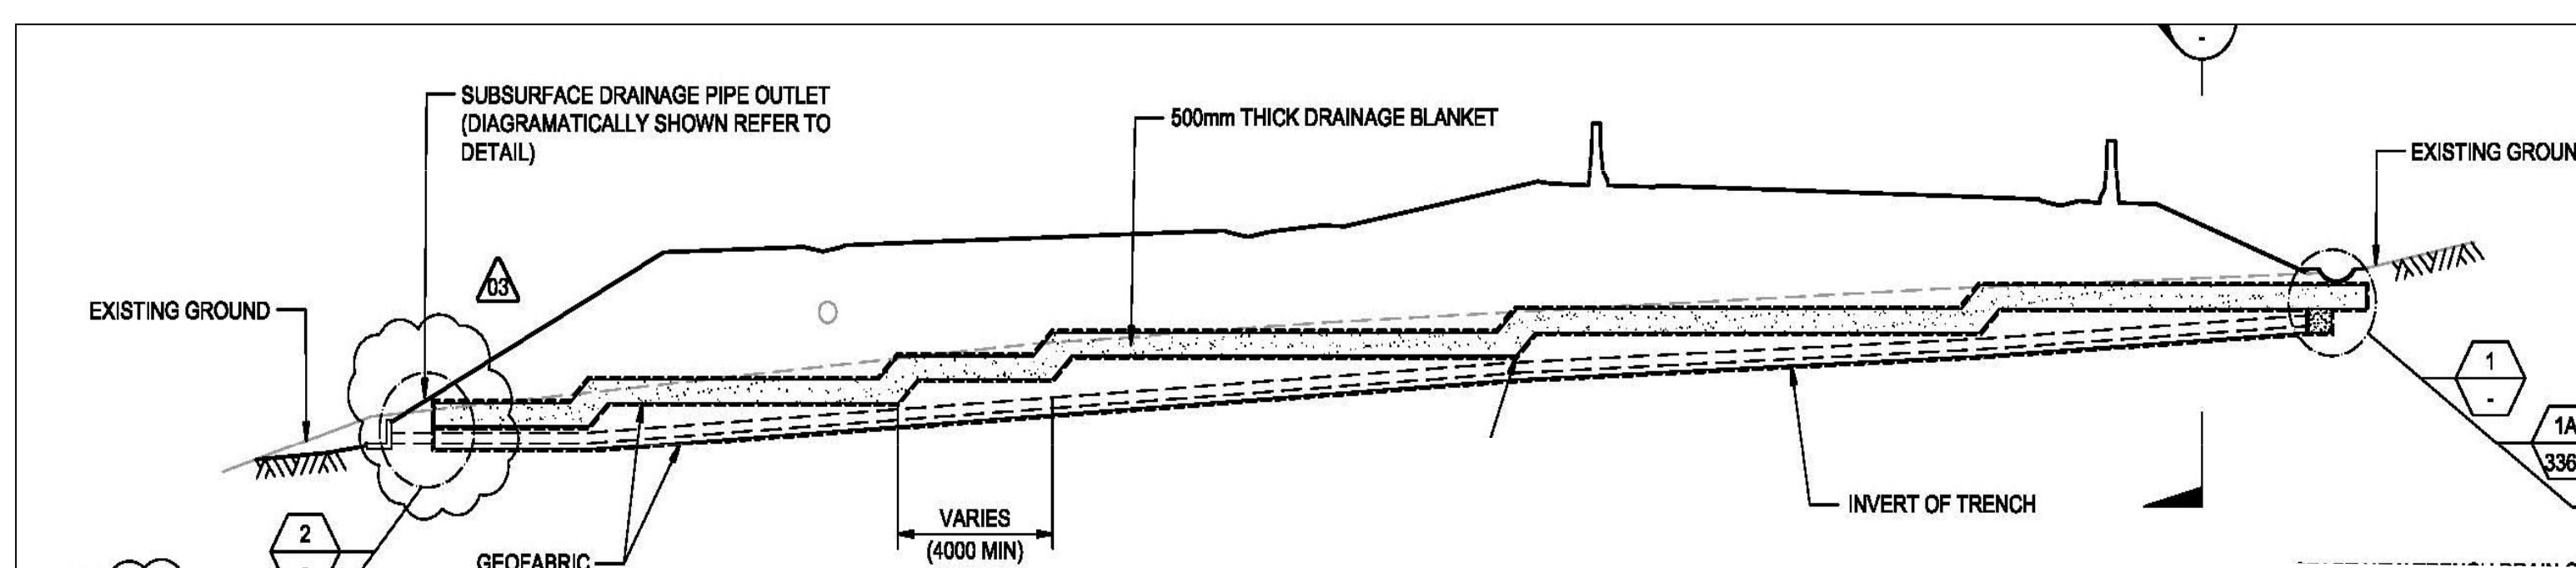 -
SUBSURFACE DRAINAGE PIPE OUTLET
(DIAGRAMATICALLY SHOWN REFER TO
DETAIL)
500mm THICK DRAINAGE BLANKET
EXISTING GROUN
03
EXISTING GROUND
1
-
1A
336
INVERT OF TRENCH
VARIES
(4000 MIN)
2
GEOFABRIC